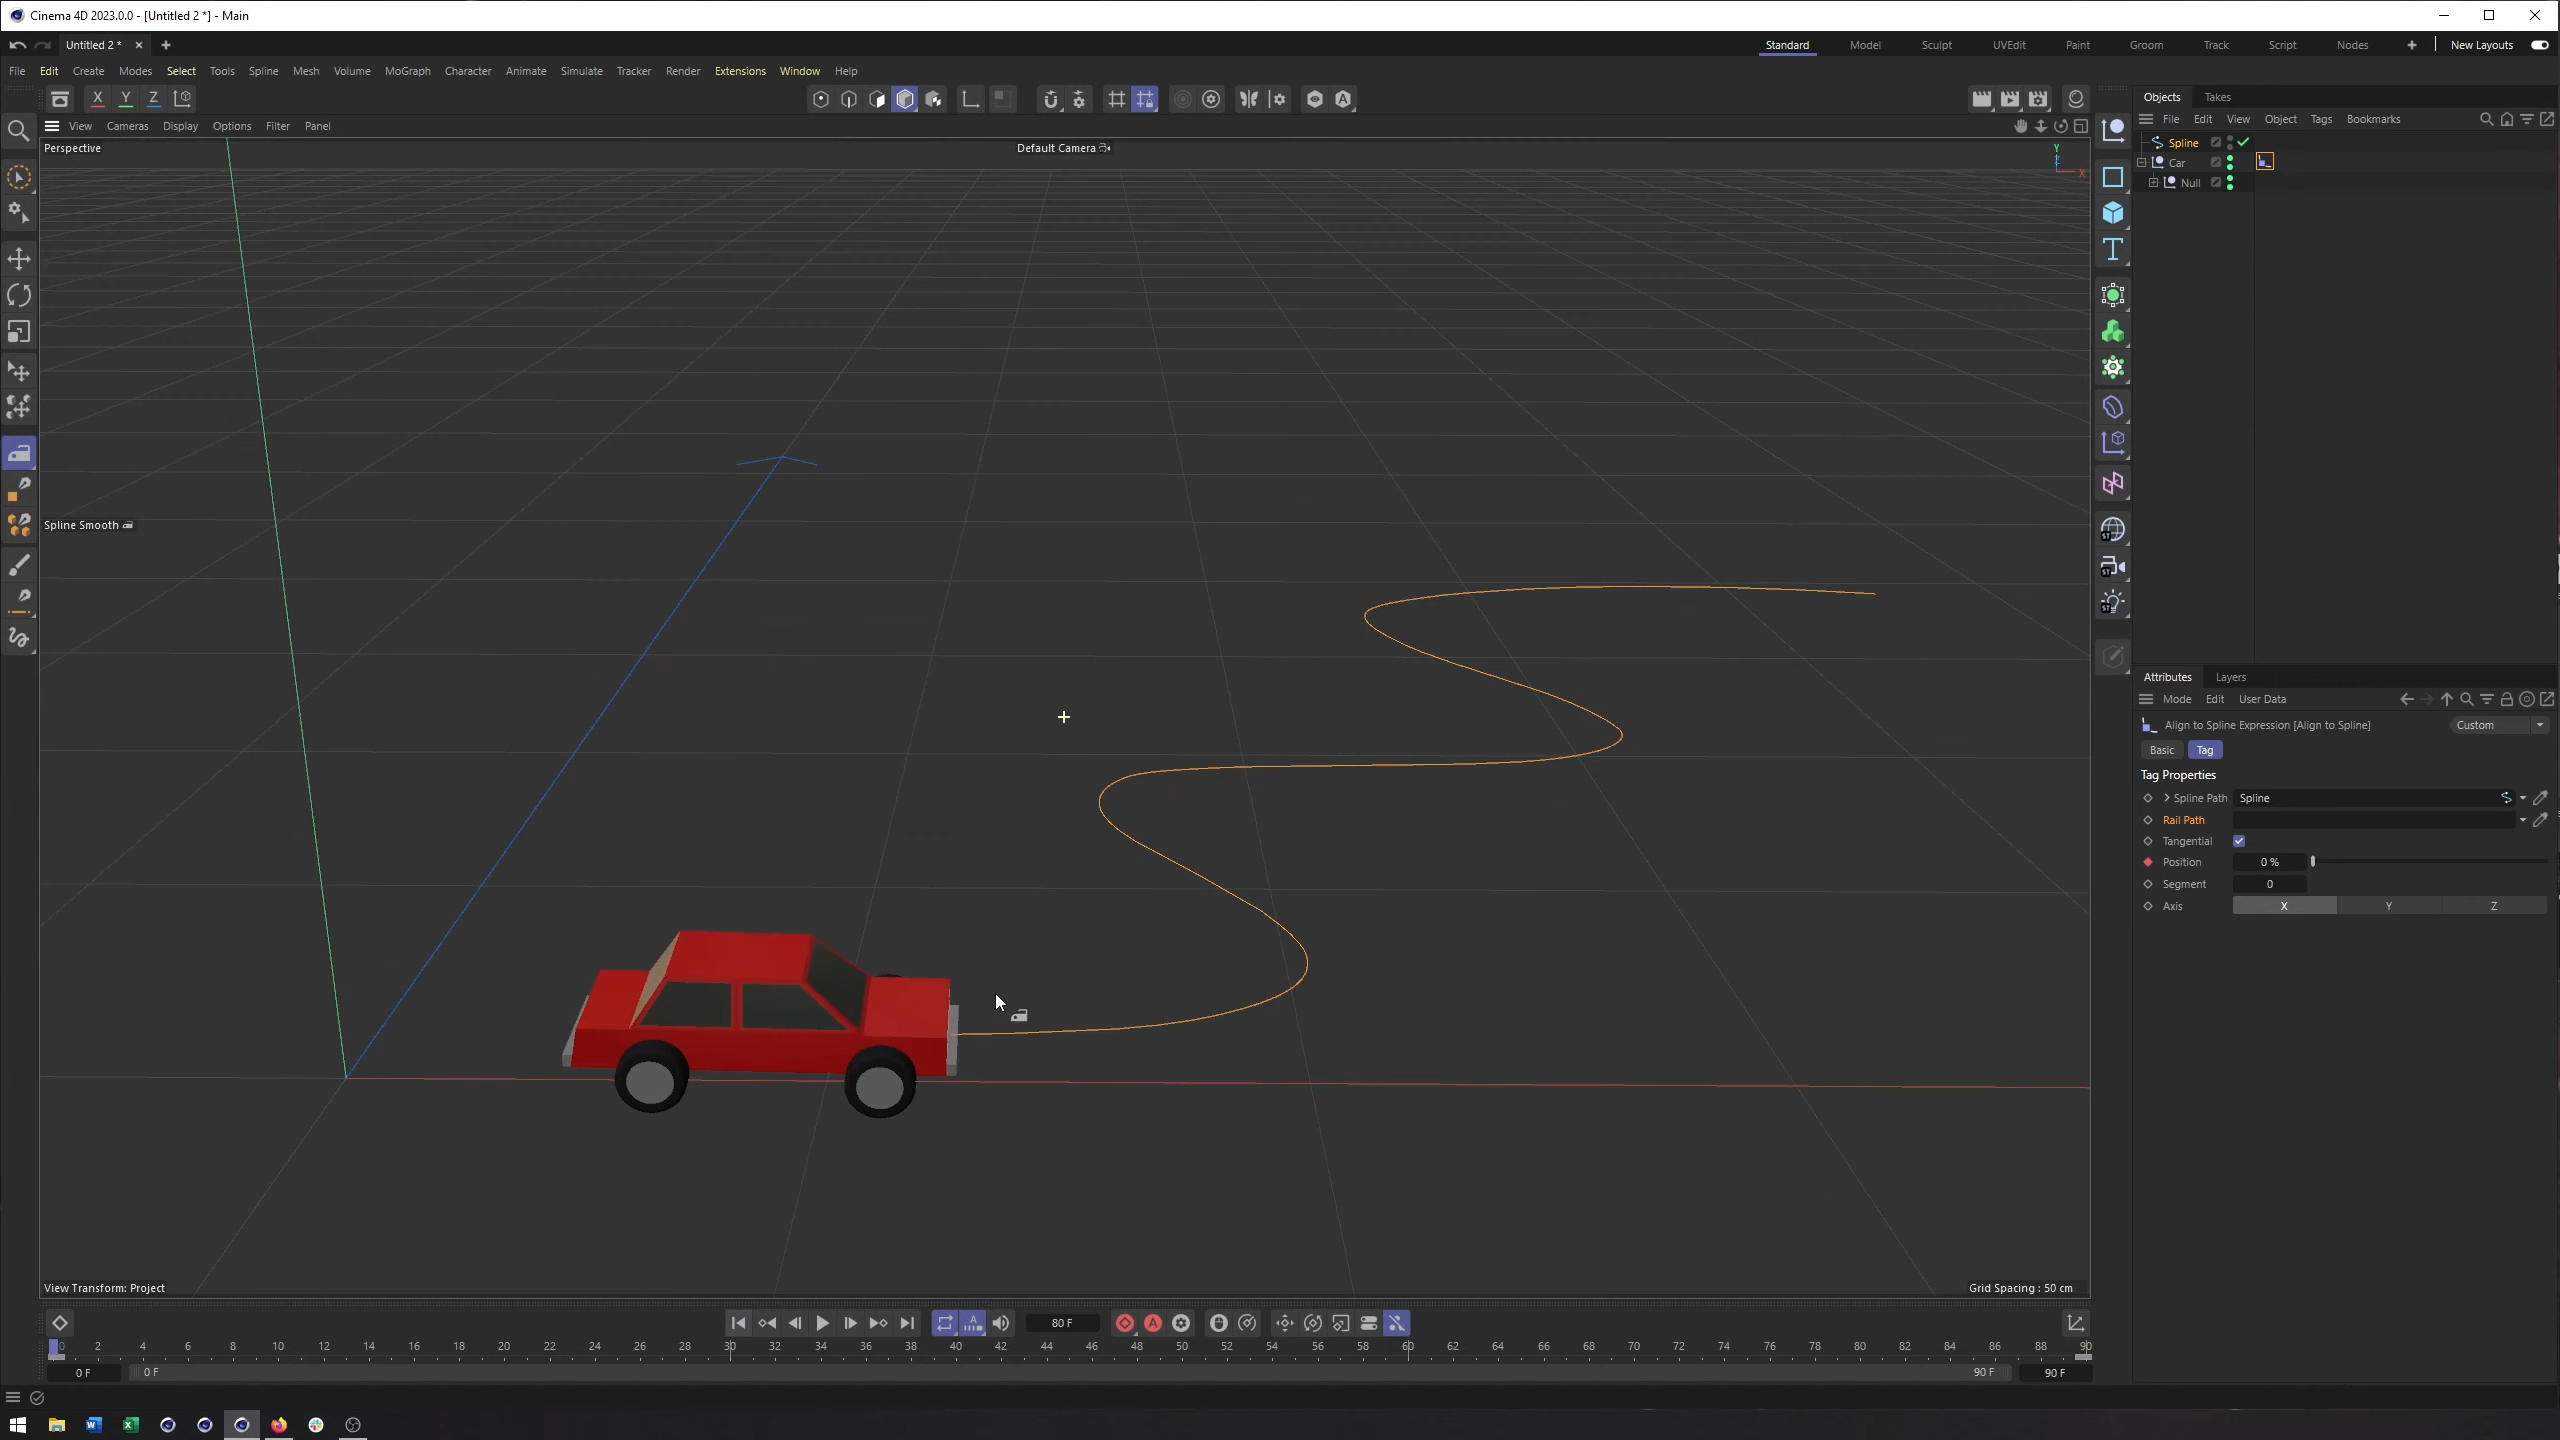 Cinema 4D 2023.0.0 - [Untitled 2 *] - Main
Untitled 2 *
Standard Model Sculpt UVEdit Paint Groom Track Script Nodes New Layouts
File Edit Create Modes Select Tools Spline Mesh Volume MoGraph Character Animate Simulate Tracker Render Extensions Window Help
X Y Z
Objects Takes
File Edit View Object Tags Bookmarks
View Cameras Display Options Filter Panel
Perspective
Default Camera
Y
Z
X
Spline
Car
Null
Spline Smooth
ST
ST
ST
Attributes Layers
Mode Edit User Data
Align to Spline Expression [Align to Spline]
Custom
Basic Tag
Tag Properties
Spline Path Spline
Rail Path
Tangential
Position 0 %
Segment 0
Axis X Y Z
View Transform: Project
Grid Spacing : 50 cm
80 F
0 2 4 6 8 10 12 14 16 18 20 22 24 26 28 30 32 34 36 38 40 42 44 46 48 50 52 54 56 58 60 62 64 66 68 70 72 74 76 78 80 82 84 86 88 90
0 F 0 F 90 F 90 F